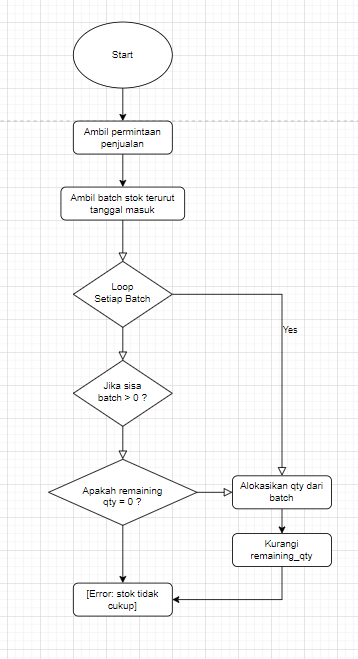 Start
Ambil permintaan
penjualan
Ambil batch stok terurut
tanggal masuk
Loop
Setiap Batch
Yes
Jika sisa
batch > 0 ?
Apakah remaining
qty = 0 ?
Alokasikan qty dari
batch
Kurangi
remaining_qty
[Error: stok tidak
cukup]